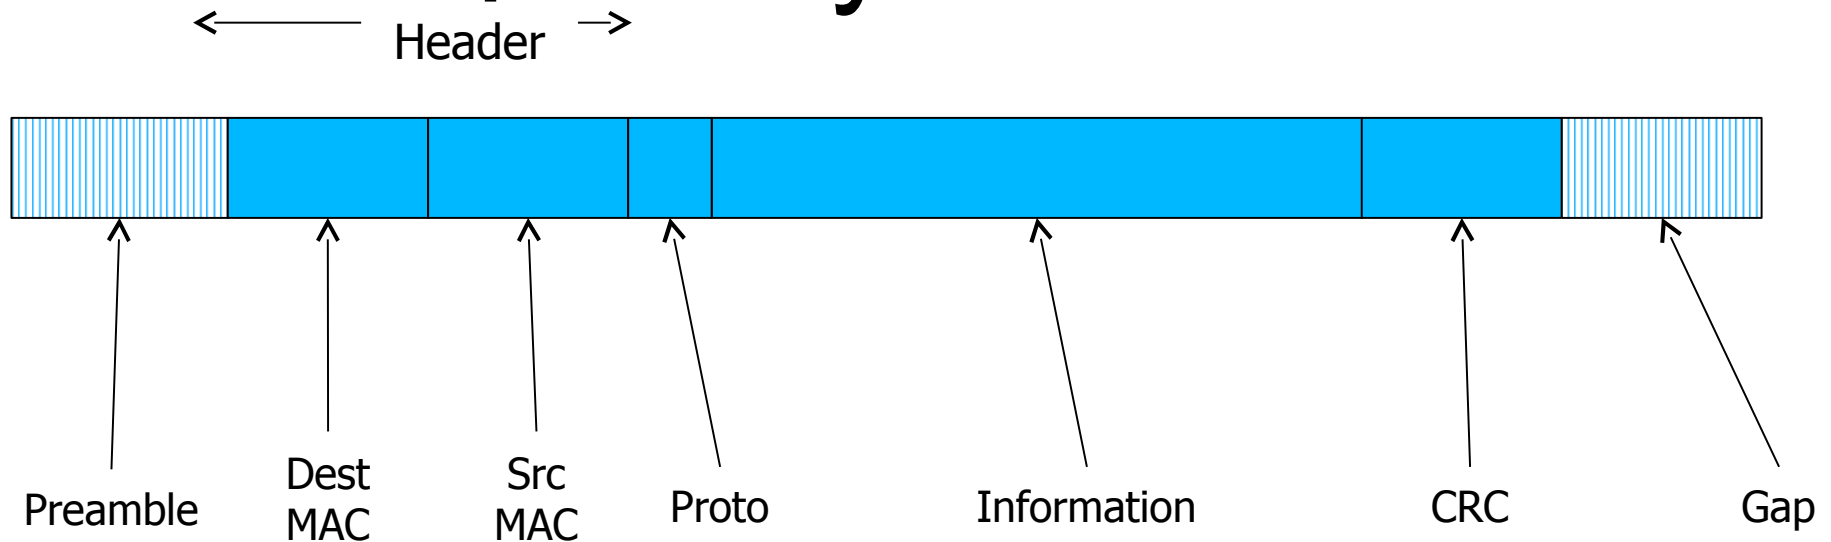 Header
Preamble
Dest
MAC
Src
MAC
Proto
Information
CRC
Gap